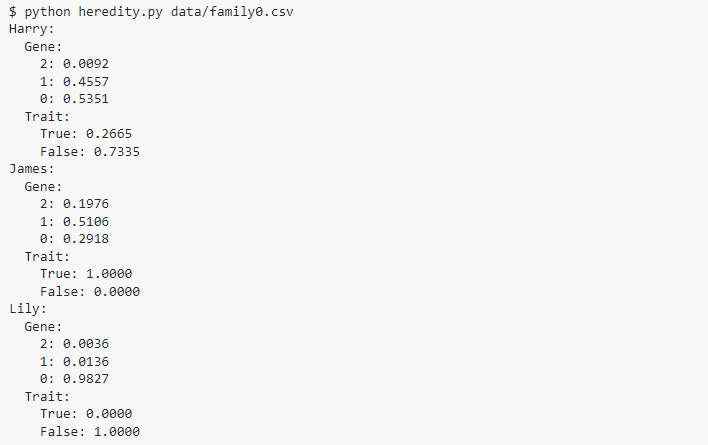 $ python heredity.py data/family0.csv
Harry:
  Gene:
    2: 0.0092
    1: 0.4557
    0: 0.5351
  Trait:
    True: 0.2665
    False: 0.7335
James:
  Gene:
    2: 0.1976
    1: 0.5106
    0: 0.2918
  Trait:
    True: 1.0000
    False: 0.0000
Lily:
  Gene:
    2: 0.0036
    1: 0.0136
    0: 0.9827
  Trait:
    True: 0.0000
    False: 1.0000